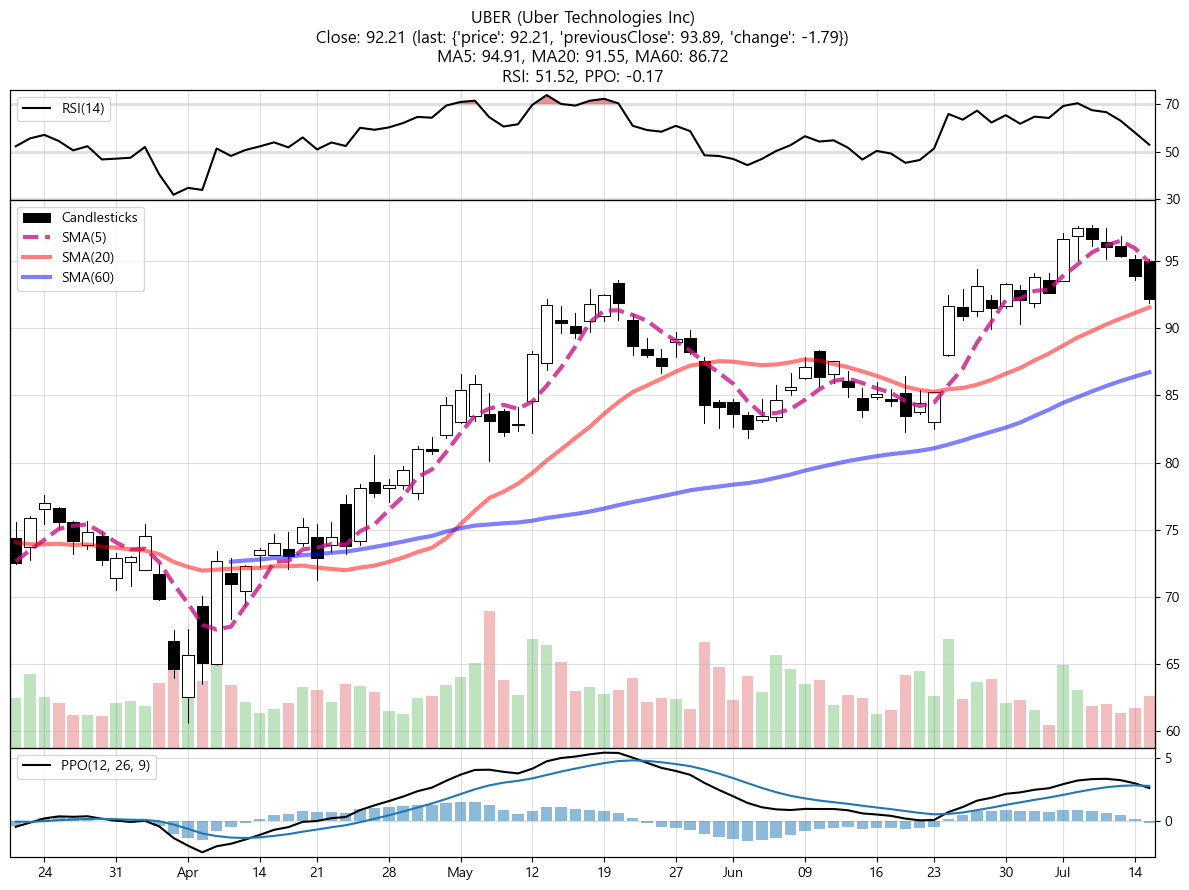 UBER (Uber Technologies Inc)
Close: 92.21 (last: {'price': 92.21, 'previousClose': 93.89, 'change': -1.79})
MA5: 94.91, MA20: 91.55, MA60: 86.72
RSI: 51.52, PPO: -0.17
RSI(14)
70
50
30
Candlesticks
SMA(5)
SMA(20)
SMA(60)
95
90
85
80
75
70
65
60
PPO(12, 26, 9)
5
0
24 31 Apr 14 21 28 May 12 19 27 Jun 09 16 23 30 Jul 14